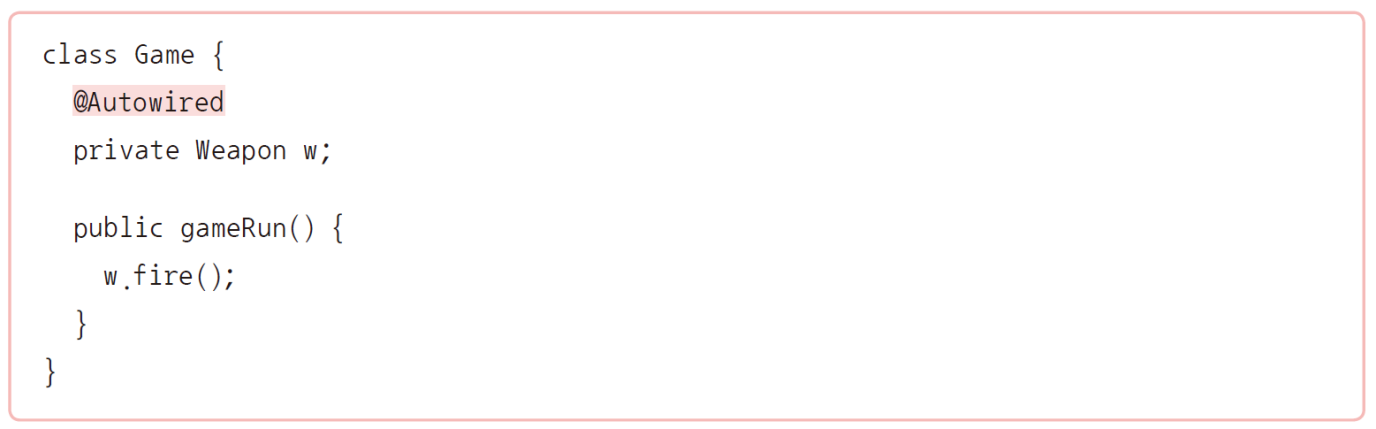 class Game {
@Autowired
private Weapon w;
public gameRun() {
w.fire();
}
}